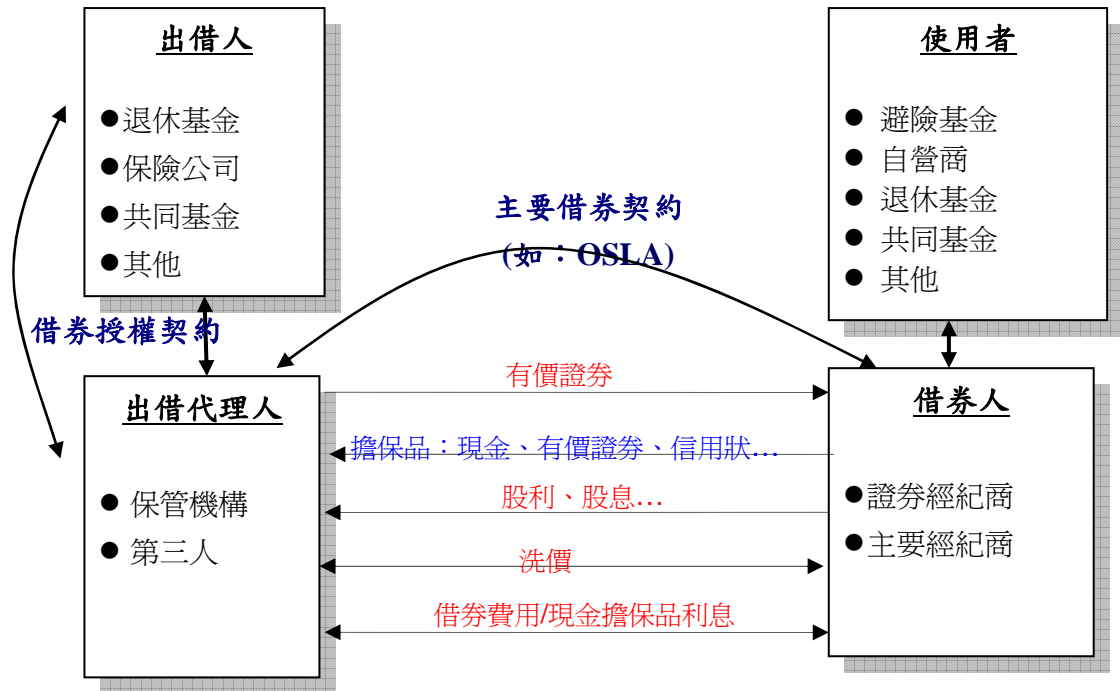 出借人
●退休基金
●保險公司
●共同基金
●其他
使用者
● 避險基金
● 自營商
● 退休基金
● 共同基金
● 其他
主要借券契約
(如：OSLA)
借券授權契約
出借代理人
● 保管機構
● 第三人
有價證券
擔保品：現金、有價證券、信用狀…
股利、股息…
洗價
借券費用/現金擔保品利息
借券人
●證券經紀商
●主要經紀商